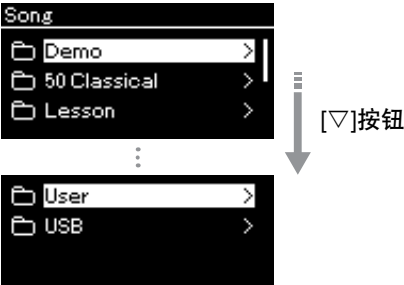 Song
Demo
50 Classical
Lesson
[▽]按钮
User
USB